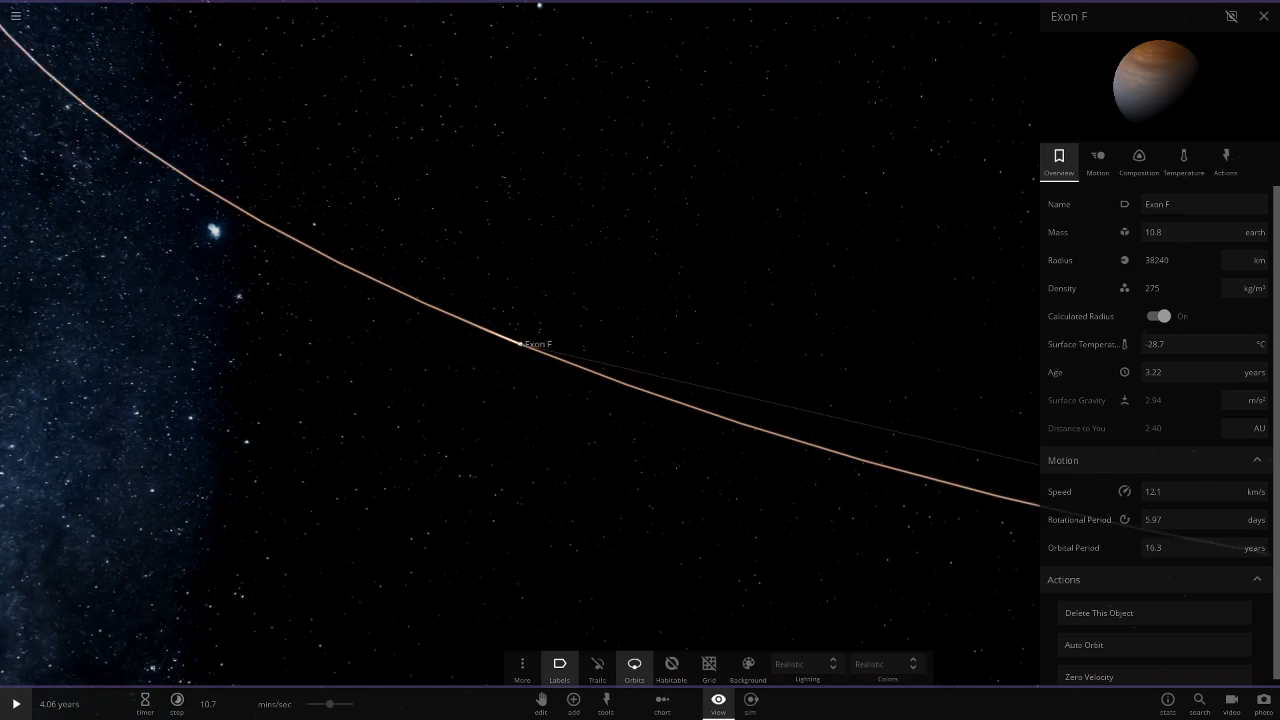 Exon F
Exon F
Overview Motion Composition Temperature Actions
Name Exon F
Mass 10.8 earth
Radius 38240 km
Density 275 kg/m³
Calculated Radius On
Surface Temperat... -28.7 °C
Age 3.22 years
Surface Gravity 2.94 m/s²
Distance to You 2.40 AU
Motion
Speed 12.1 km/s
Rotational Period 5.97 days
Orbital Period 16.3 years
Actions
Delete This Object
Auto Orbit
Zero Velocity
More Labels Trails Orbits Habitable Grid Background Realistic Lighting Realistic Colors
4.06 years timer step 10.7 mins/sec edit add tools chart view sim stats search video photo